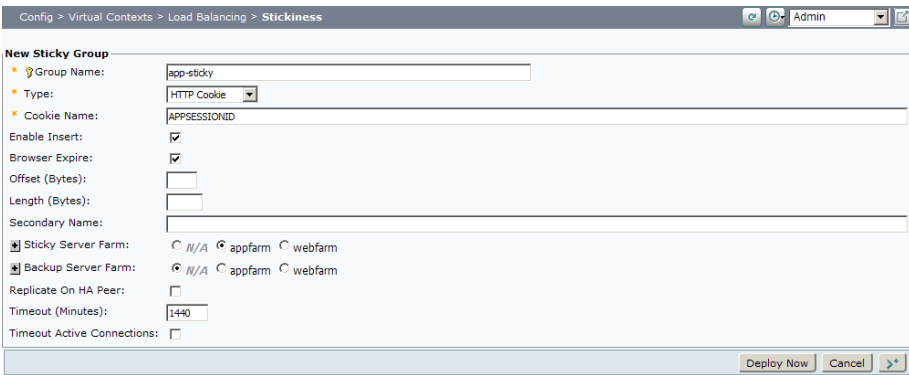 Config > Virtual Contexts > Load Balancing > Stickiness Admin
New Sticky Group
* Group Name: app-sticky
* Type: HTTP Cookie
* Cookie Name: APPSESSIONID
Enable Insert:
Browser Expire:
Offset (Bytes):
Length (Bytes):
Secondary Name:
Sticky Server Farm: N/A appfarm webfarm
Backup Server Farm: N/A appfarm webfarm
Replicate On HA Peer:
Timeout (Minutes): 1440
Timeout Active Connections:
Deploy Now Cancel